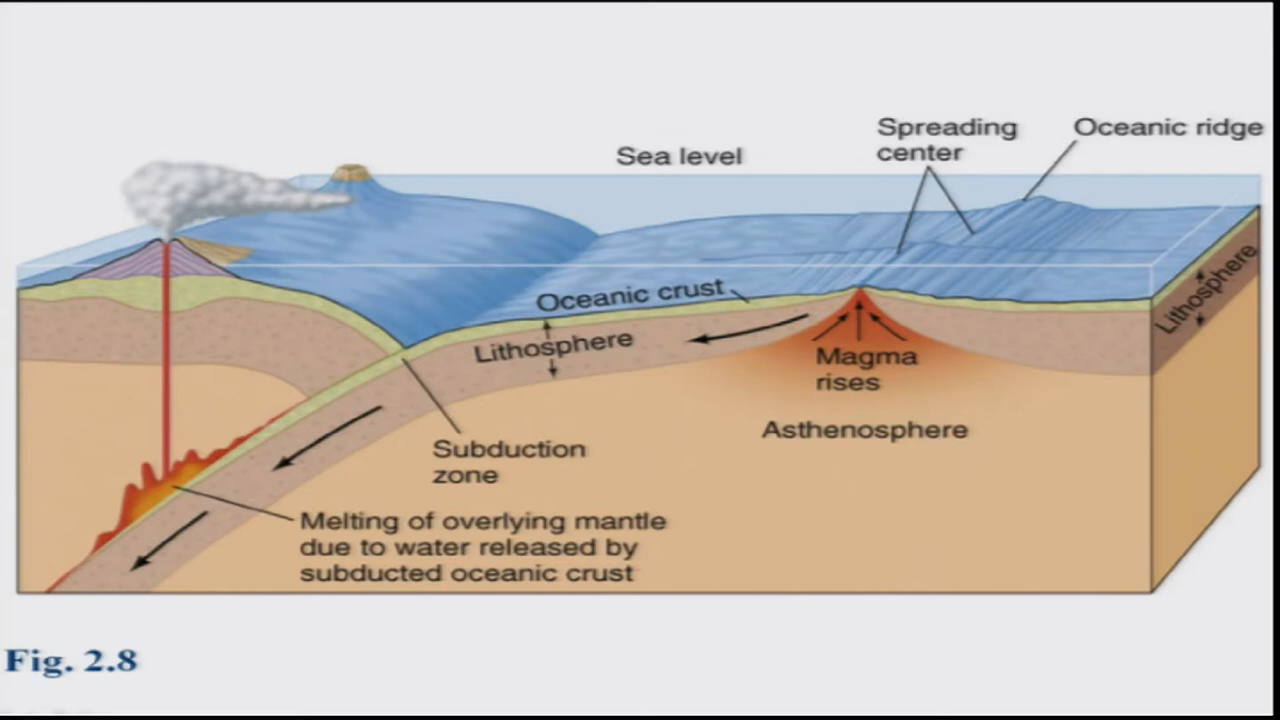 Spreading
center
Oceanic ridge
Sea level
Oceanic crust
Lithosphere
Lithosphere
Magma
rises
Asthenosphere
Subduction
zone
Melting of overlying mantle
due to water released by
subducted oceanic crust
Fig. 2.8